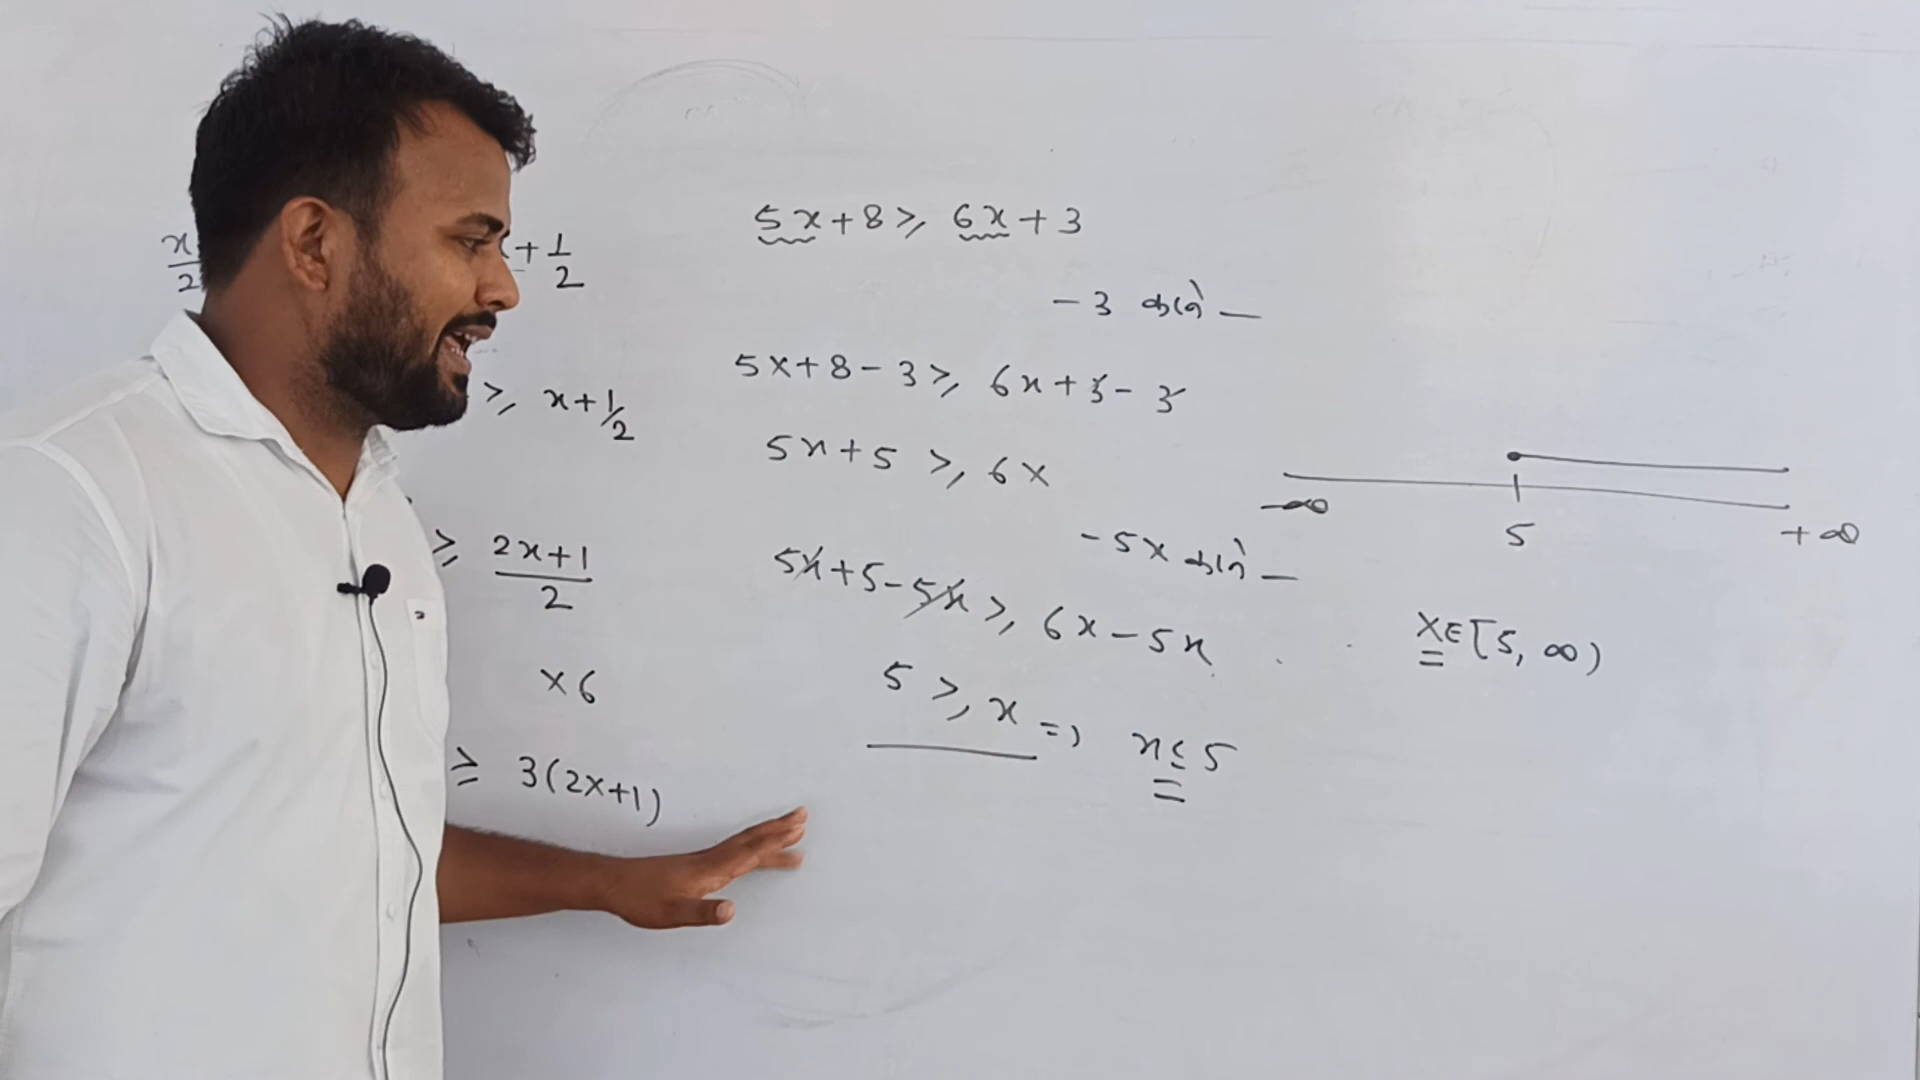 x/2 + 1/2
≥ x + 1/2
≥ (2x+1)/2
×6
≥ 3(2x+1)
5x+8 ≥ 6x+3
-3
5x+8-3 ≥ 6x+3-3
5x+5 ≥ 6x
-5x
5x+5-5x ≥ 6x-5x
5 ≥ x => x ≤ 5
-∞ 5 +∞
x∈[5, ∞)